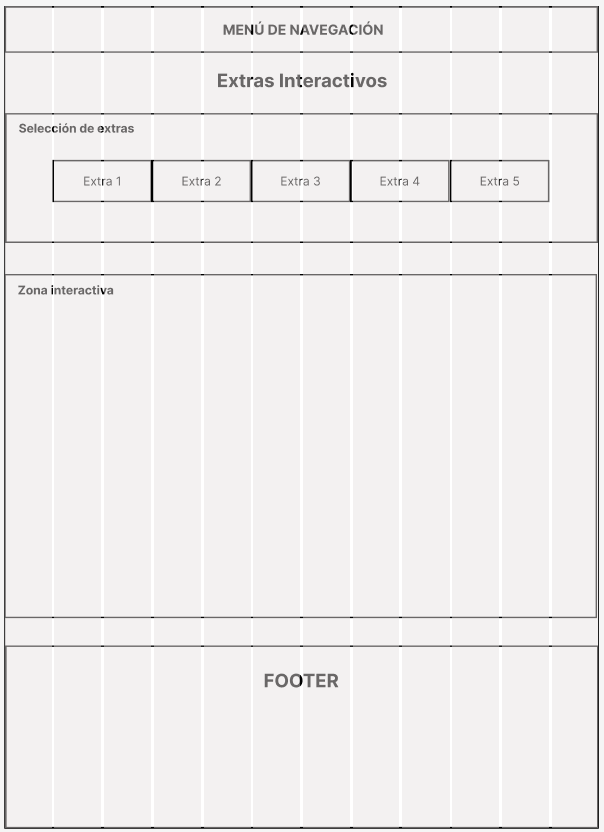 MENÚ DE NAVEGACIÓN
Extras Interactivos
Selección de extras
Extra 1 Extra 2 Extra 3 Extra 4 Extra 5
Zona interactiva
FOOTER